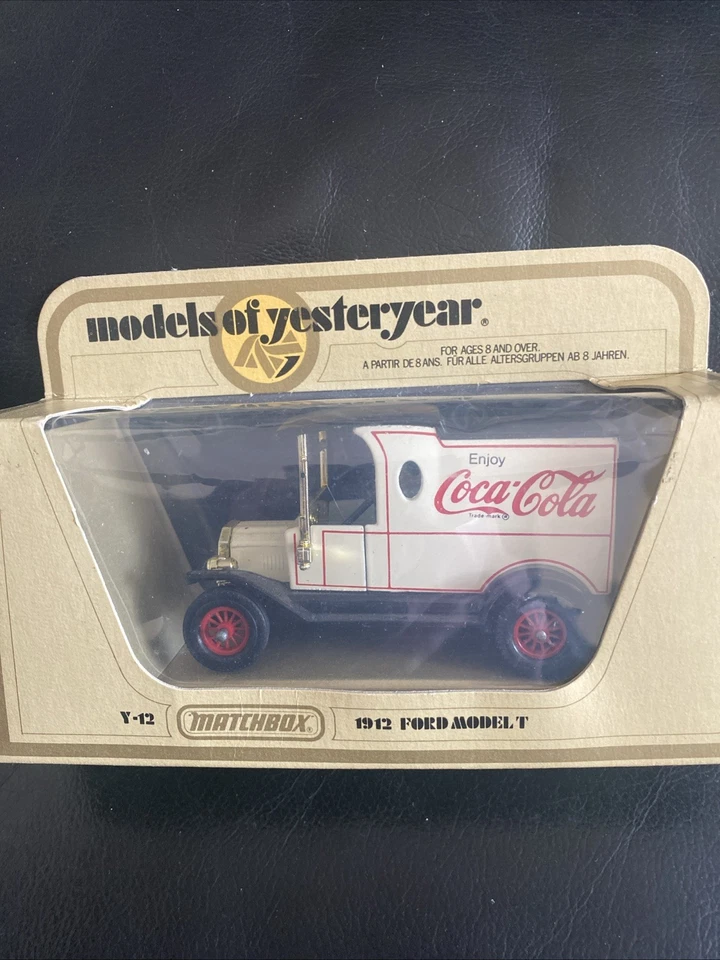 models of yesteryear®
FOR AGES 8 AND OVER.
A PARTIR DE 8 ANS. FÜR ALLE ALTERSGRUPPEN AB 8 JAHREN.
Enjoy
Coca-Cola
Trade-mark ®
Y-12 MATCHBOX® 1912 FORD MODEL T